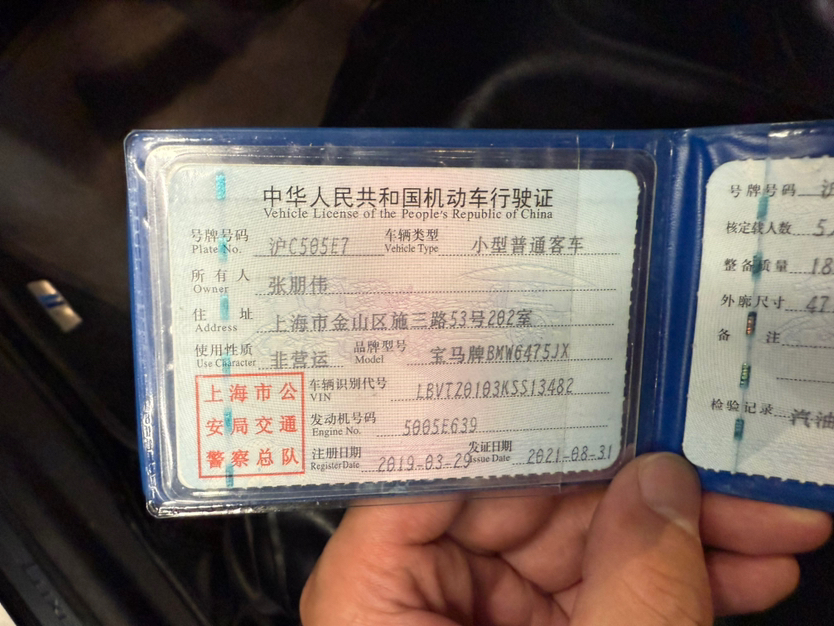 中华人民共和国机动车行驶证
Vehicle License of the People's Republic of China
号牌号码 沪C505E7 车辆类型 小型普通客车
Plate No. Vehicle Type
所有人 张朋伟
Owner
住址 上海市金山区施三路53号202室
Address
使用性质 非营运 品牌型号 宝马牌BMW6475JX
Use Character Model
上海市公
安局交通
警察总队
车辆识别代号 LBVTZ0103KSS13482
VIN
发动机号码 5005E639
Engine No.
注册日期 2019-03-29 发证日期 2021-08-31
Register Date Issue Date
号牌号码
核定载人数 5
整备质量 18
外廓尺寸 47
备注
检验记录 汽油